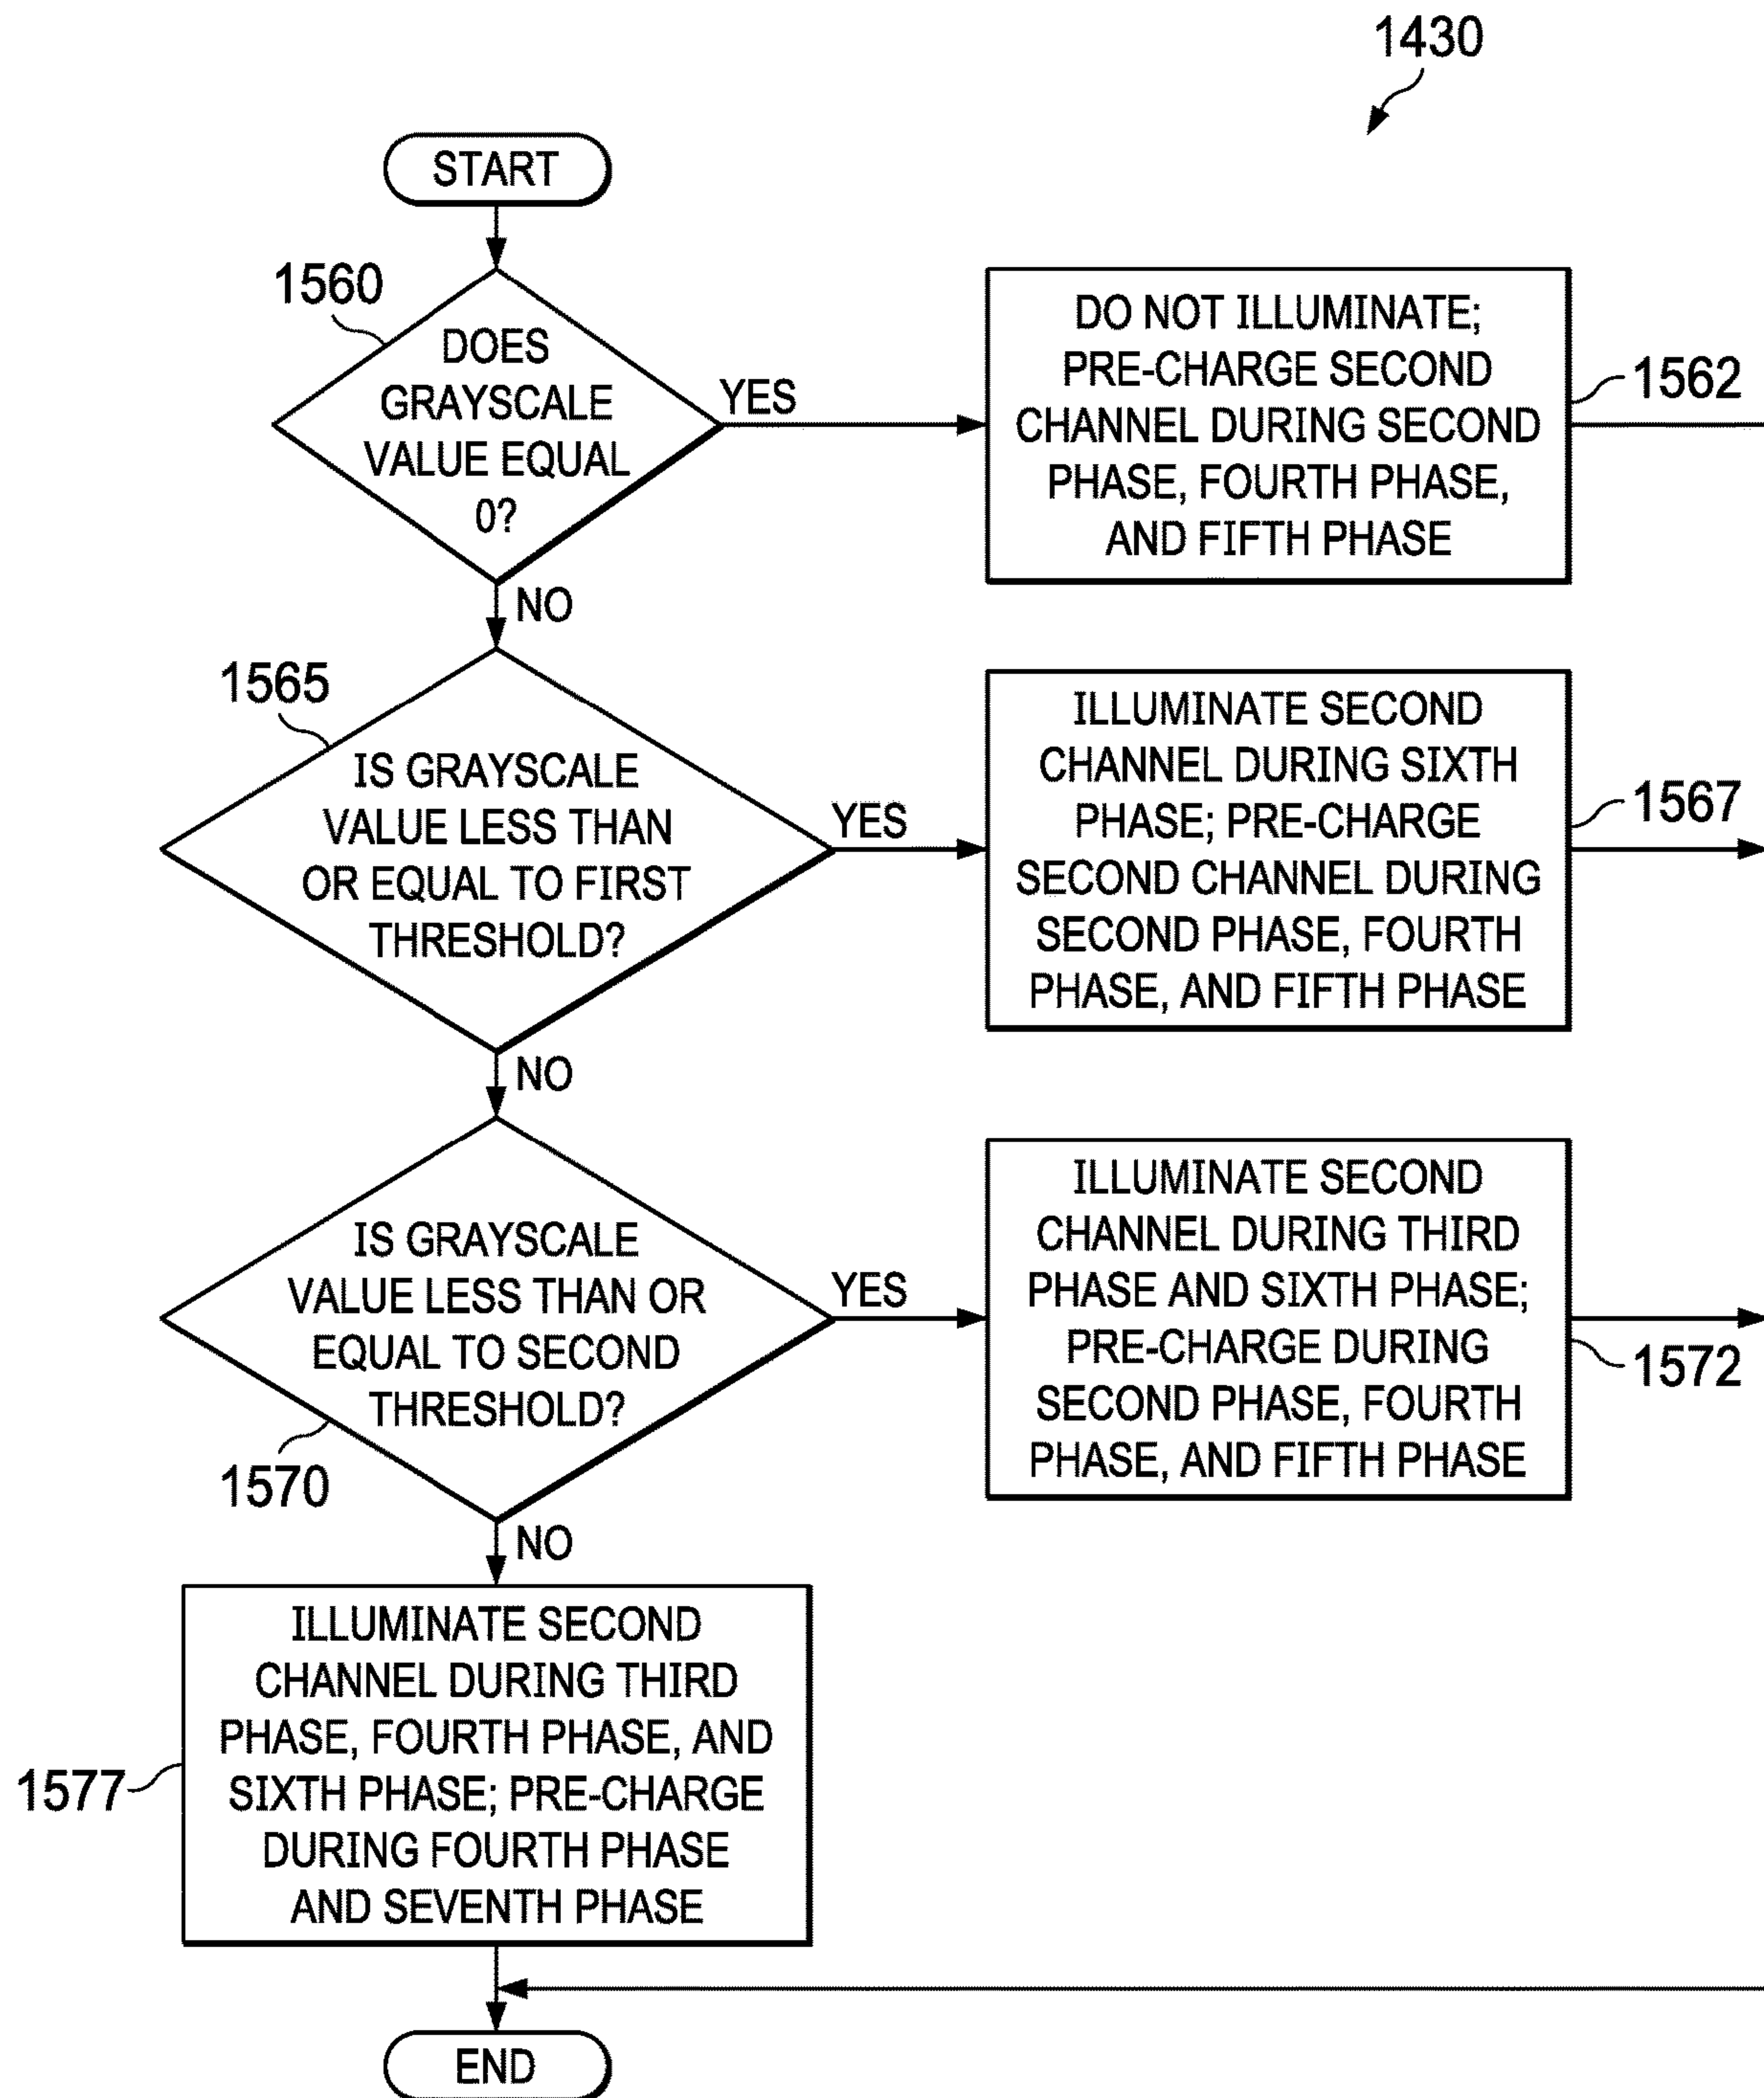 1430
START
1560
DOES
GRAYSCALE
VALUE EQUAL
0?
YES
DO NOT ILLUMINATE;
PRE-CHARGE SECOND
CHANNEL DURING SECOND
PHASE, FOURTH PHASE,
AND FIFTH PHASE
1562
NO
1565
IS GRAYSCALE
VALUE LESS THAN
OR EQUAL TO FIRST
THRESHOLD?
YES
ILLUMINATE SECOND
CHANNEL DURING SIXTH
PHASE; PRE-CHARGE
SECOND CHANNEL DURING
SECOND PHASE, FOURTH
PHASE, AND FIFTH PHASE
1567
NO
IS GRAYSCALE
VALUE LESS THAN OR
EQUAL TO SECOND
THRESHOLD?
1570
YES
ILLUMINATE SECOND
CHANNEL DURING THIRD
PHASE AND SIXTH PHASE;
PRE-CHARGE DURING
SECOND PHASE, FOURTH
PHASE, AND FIFTH PHASE
1572
NO
ILLUMINATE SECOND
CHANNEL DURING THIRD
PHASE, FOURTH PHASE, AND
SIXTH PHASE; PRE-CHARGE
DURING FOURTH PHASE
AND SEVENTH PHASE
1577
END